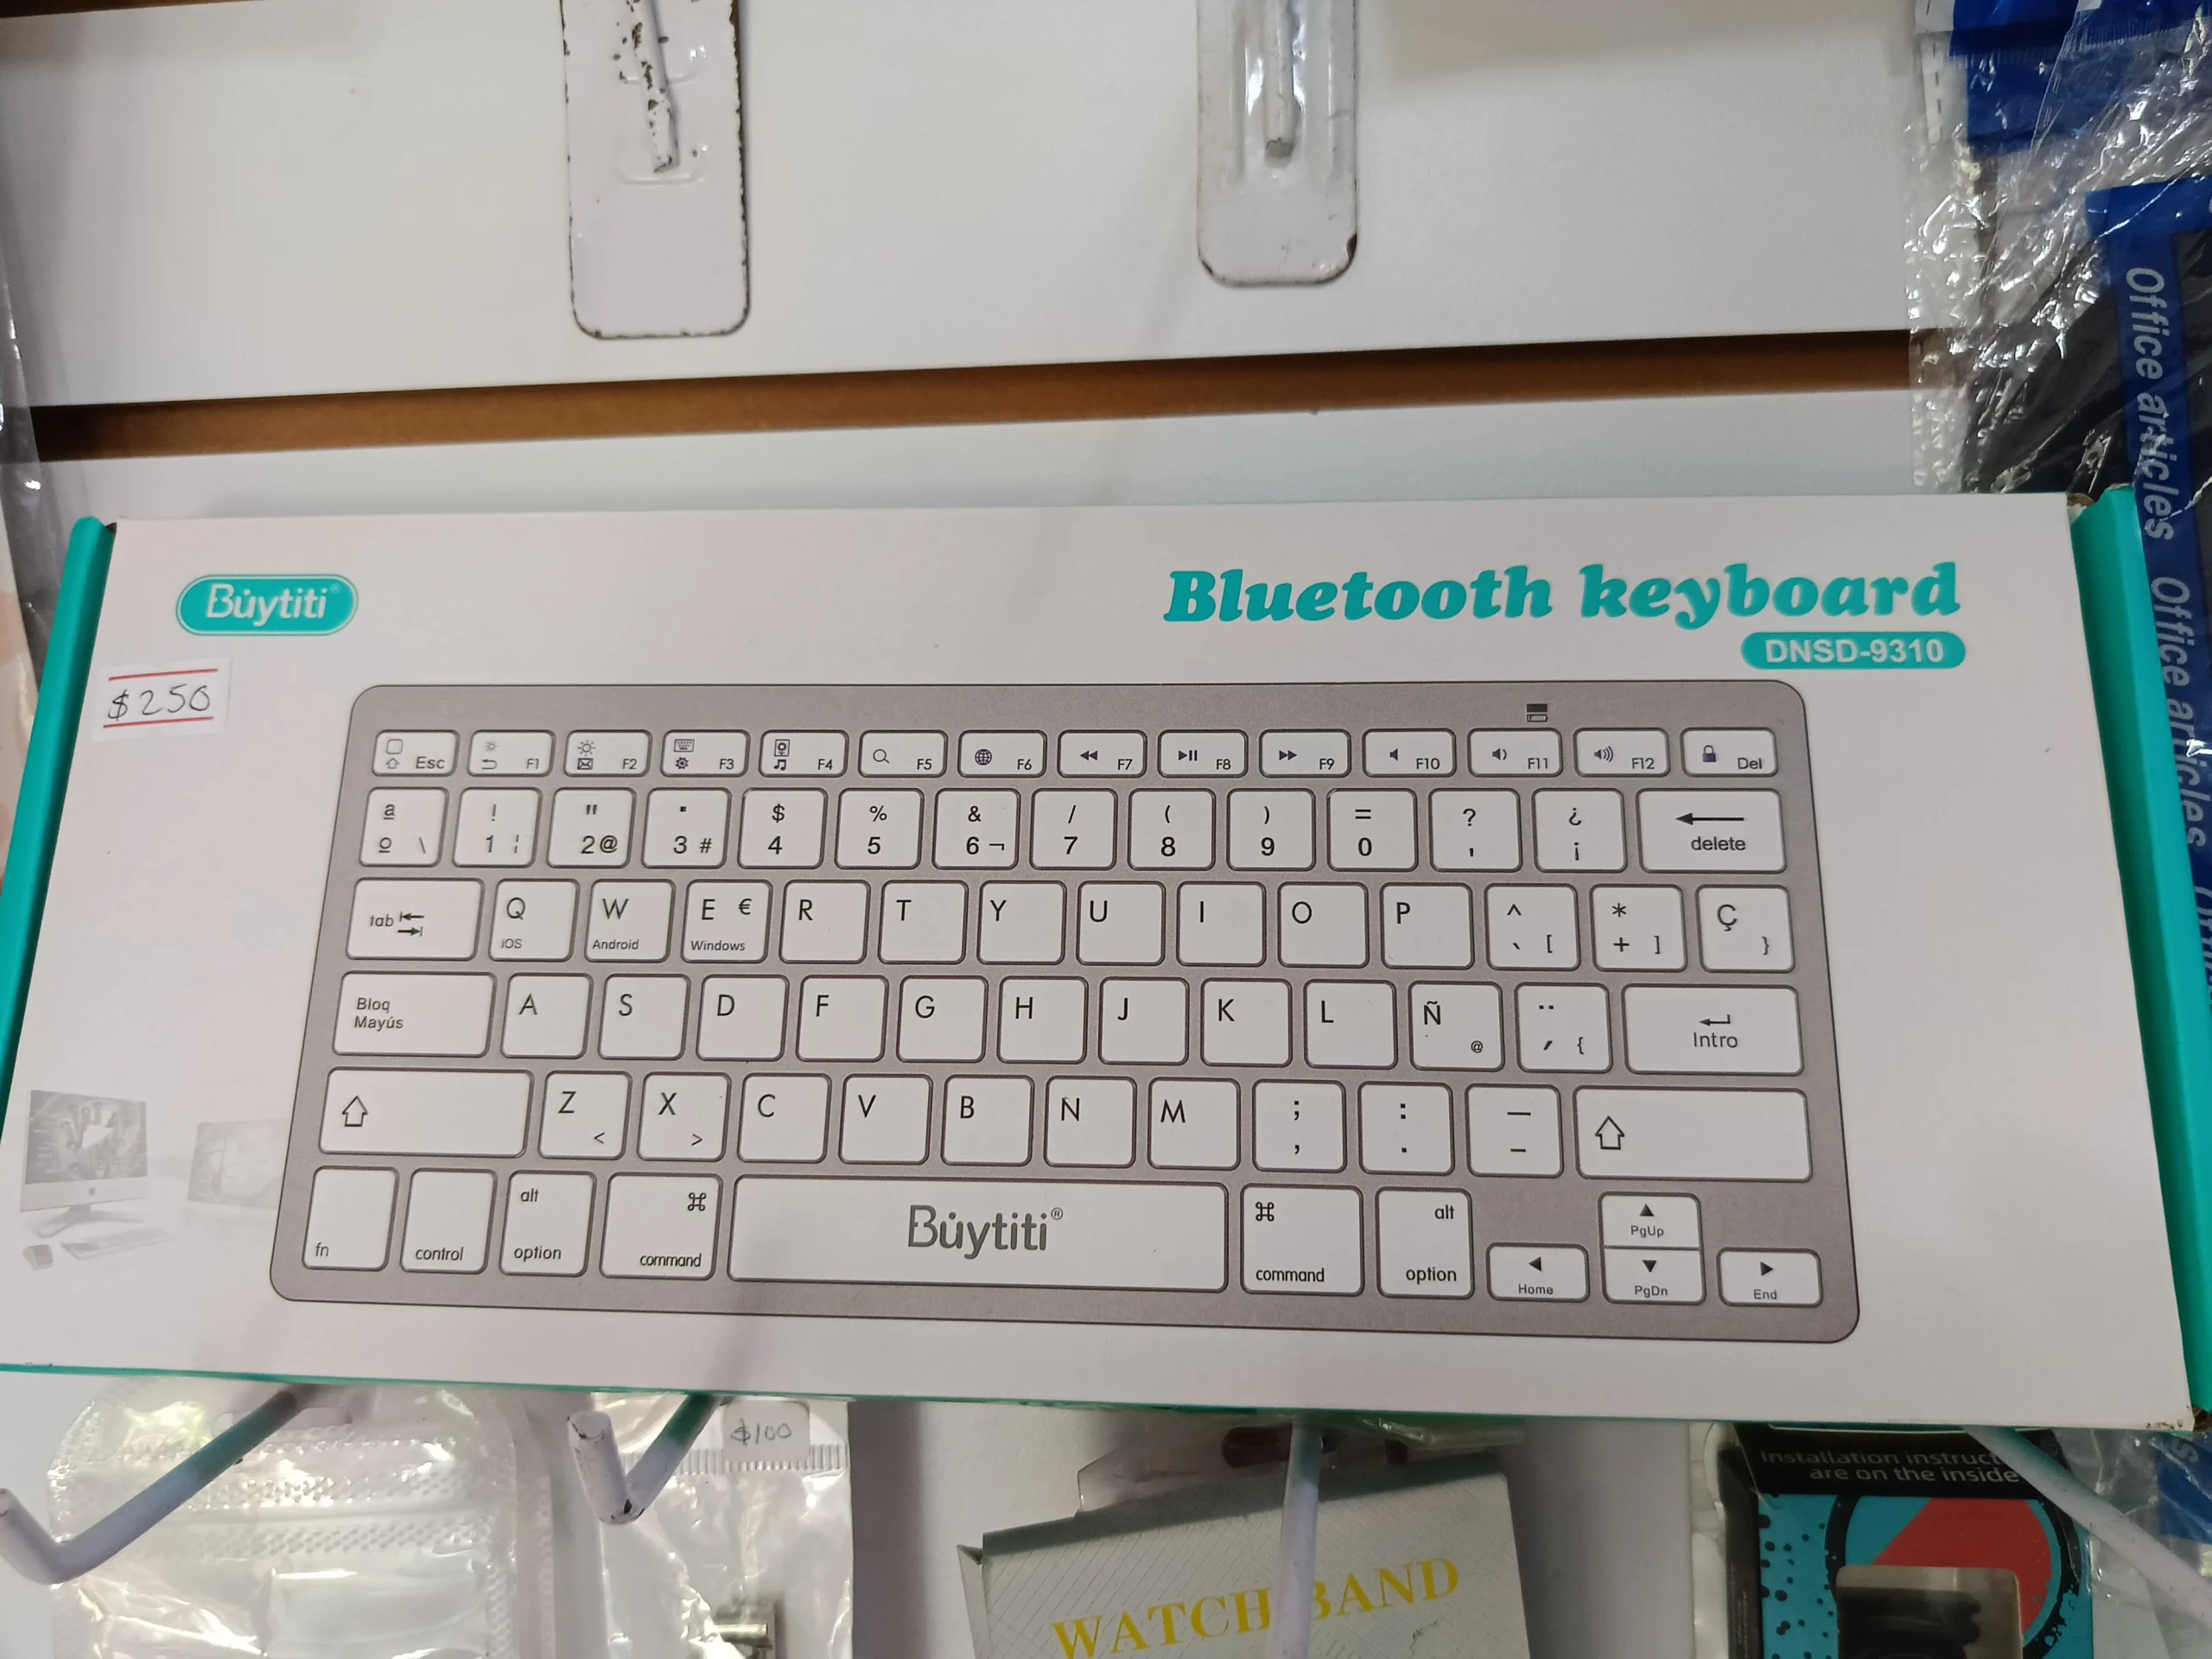 Büytiti®
Bluetooth keyboard
DNSD-9310
$250
Esc F1 F2 F3 F4 F5 F6 F7 F8 F9 F10 F11 F12 Del
a ! " · $ % & / ( ) = ? ¿
º \ 1 ¦ 2@ 3 # 4 5 6 ¬ 7 8 9 0 ' ¡ delete
tab Q W E € R T Y U I O P ^ * Ç
iOS Android Windows ` [ + ] }
Bloq
Mayús
A S D F G H J K L Ñ ¨
@ ´ { Intro
Z X C V B N M ; : —
< > , . –
fn control alt option ⌘ command Büytiti® ⌘ command alt option
PgUp
Home PgDn End
Office articles
Office articles
$100
WATCH BAND
Installation instruc
are on the inside